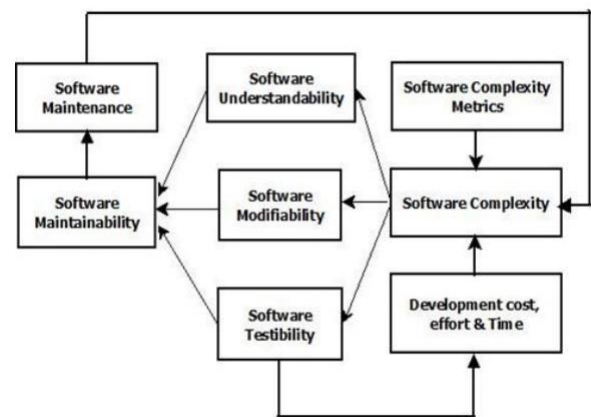 Software
Maintenance
Software
Understandability
Software Complexity
Metrics
Software
Maintainability
Software
Modifiability
Software Complexity
Software
Testibility
Development cost,
effort & Time